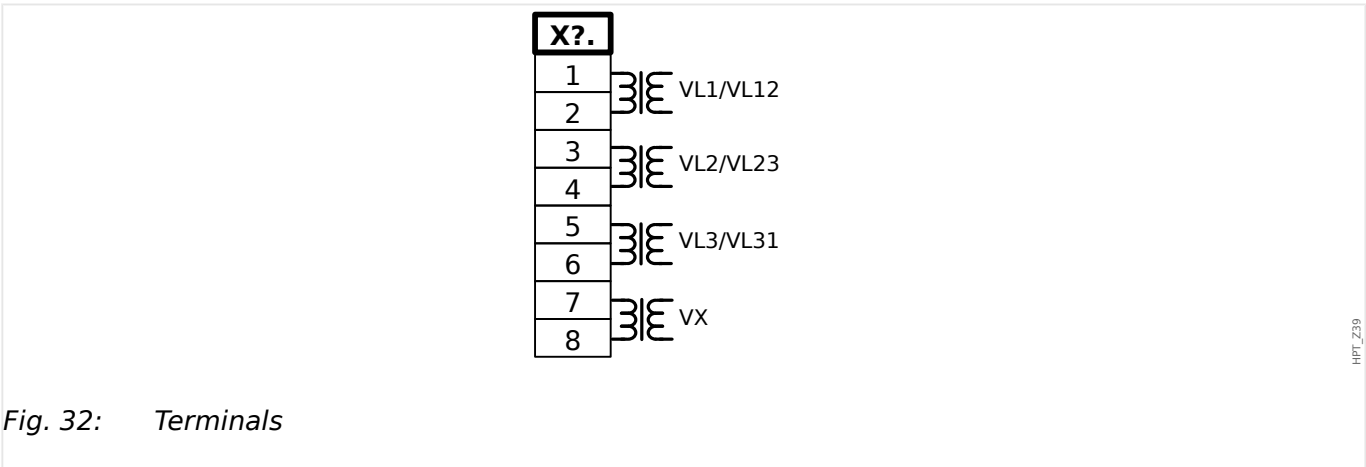 X?.
1
VL1/VL12
2
3
VL2/VL23
4
5
VL3/VL31
6
7
VX
8
HPT_Z39
Fig. 32: Terminals